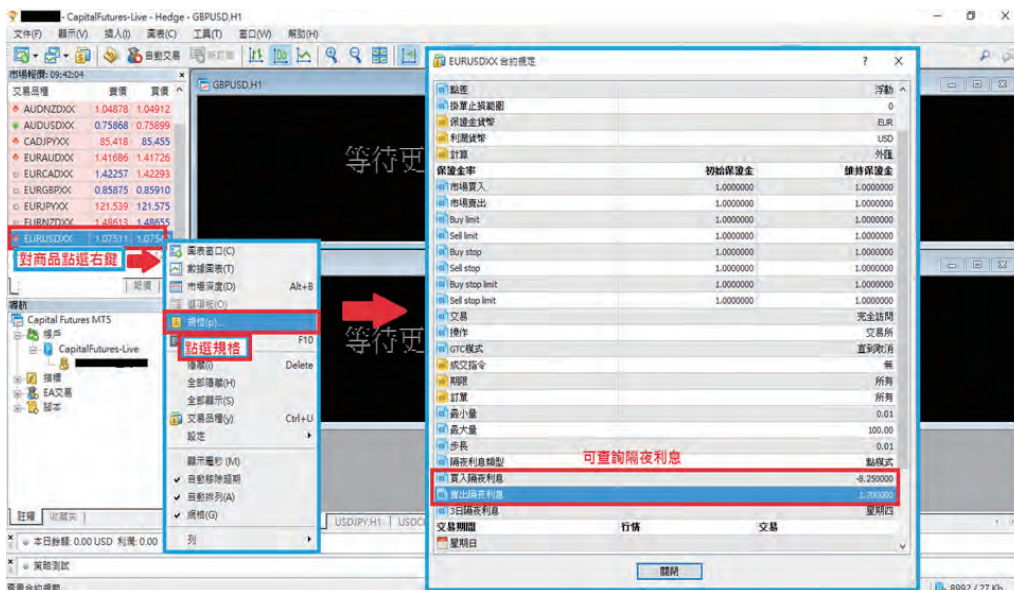 - CapitalFutures-Live - Hedge - GBPUSD,H1
文件(F) 顯示(V) 插入(I) 圖表(C) 工具(T) 窗口(W) 幫助(H)
自動交易 新訂單
市場報價: 09:42:04
交易品種 賣價 買價
AUDNZDXX 1.04878 1.04912
AUDUSDXX 0.75868 0.75899
CADJPYXX 85.418 85.455
EURAUDXX 1.41686 1.41726
EURCADXX 1.42257 1.42293
EURGBPXX 0.85875 0.85910
EURJPYXX 121.539 121.575
EURNZDXX 1.48613 1.48655
EURUSDXX 1.07511
對商品點選右鍵
導航
Capital Futures MT5
帳戶
CapitalFutures-Live
指標
EA交易
腳本
註欄 收藏夾
GBPUSD,H1
等待更
等待更
圖表窗口(C)
數據圖表(T)
市場深度(D) Alt+B
規格(p)...
點選規格
F10
隱藏(i) Delete
全部隱藏(H)
全部顯示(S)
交易品種(y) Ctrl+U
設定
顯示毫秒 (M)
自動移除超期
自動排列(A)
規格(G)
列
USDJPY,H1
EURUSDXX 合約規定
? X
點差 浮動
掛單止損範圍 0
保證金貨幣 EUR
利潤貨幣 USD
計算 外匯
保證金率 初始保證金 維持保證金
市場買入 1.0000000 1.0000000
市場賣出 1.0000000 1.0000000
Buy limit 1.0000000 1.0000000
Sell limit 1.0000000 1.0000000
Buy stop 1.0000000 1.0000000
Sell stop 1.0000000 1.0000000
Buy stop limit 1.0000000 1.0000000
Sell stop limit 1.0000000 1.0000000
交易 完全訪問
操作 交易所
GTC模式 直到取消
成交指令 無
期限 所有
訂單 所有
最小量 0.01
最大量 100.00
步長 0.01
隔夜利息類型 點模式
可查詢隔夜利息
買入隔夜利息 -8.250000
賣出隔夜利息 1.700000
3日隔夜利息 星期四
交易期間 行情 交易
星期日
關閉
本日餘額: 0.00 USD 利潤: 0.00
策略測試
8992 / 27 Kb